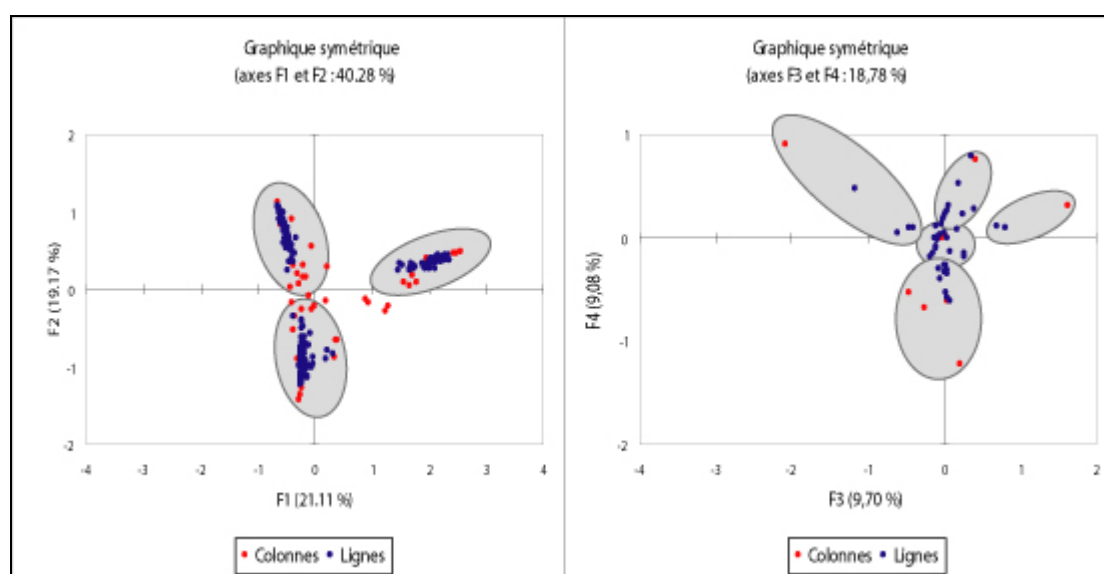 Graphique symétrique
(axes F1 et F2 : 40.28 %)
2
1
0
-1
-2
-4
-3
-2
-1
0
1
2
3
4
F2 (19.17 %)
F1 (21.11 %)
Colonnes
Lignes
Graphique symétrique
(axes F3 et F4 : 18,78 %)
1
0
-1
-2
-4
-3
-2
-1
0
1
2
F4 (9,08 %)
F3 (9,70 %)
Colonnes
Lignes